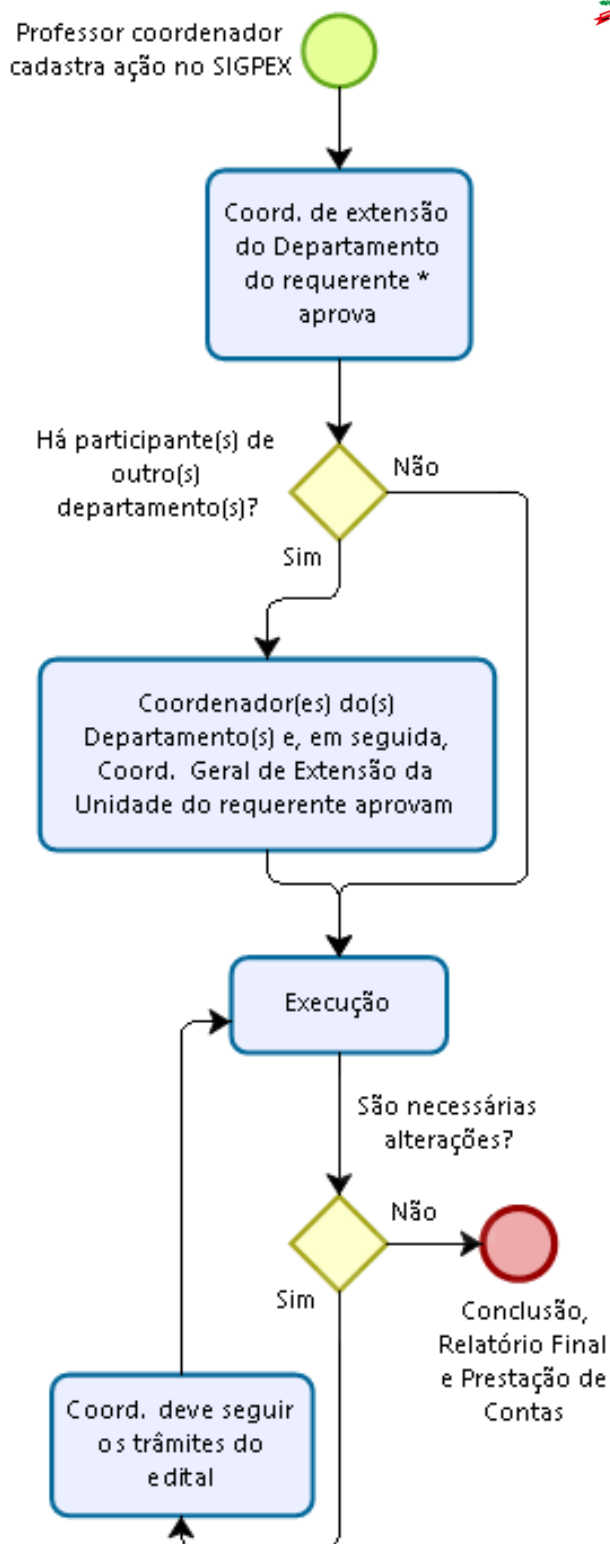 Professor coordenador
cadastra ação no SIGPEX
Coord. de extensão
do Departamento
do requerente *
aprova
Há participante(s) de
outro(s)
departamento(s)?
Não
Sim
Coordenador(es) do(s)
Departamento(s) e, em seguida,
Coord. Geral de Extensão da
Unidade do requerente aprovam
Execução
São necessárias
alterações?
Não
Sim
Conclusão,
Relatório Final
e Prestação de
Contas
Coord. deve seguir
os trâmites do
edital